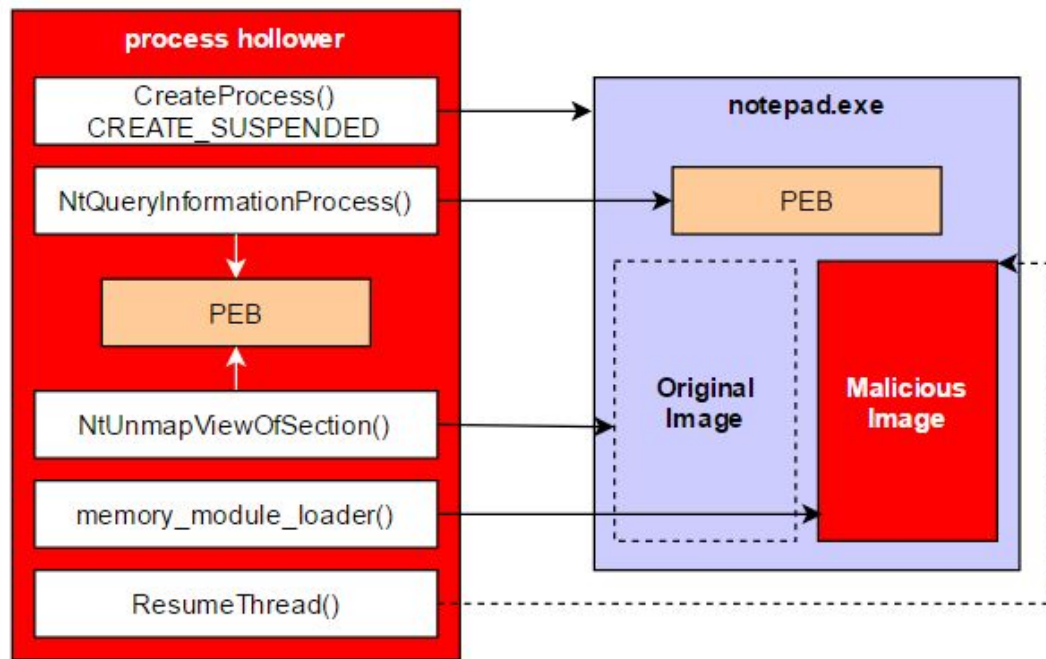 process hollower
CreateProcess()
CREATE_SUSPENDED
NtQueryInformationProcess()
PEB
NtUnmapViewOfSection()
memory_module_loader()
ResumeThread()
notepad.exe
PEB
Original
Image
Malicious
Image